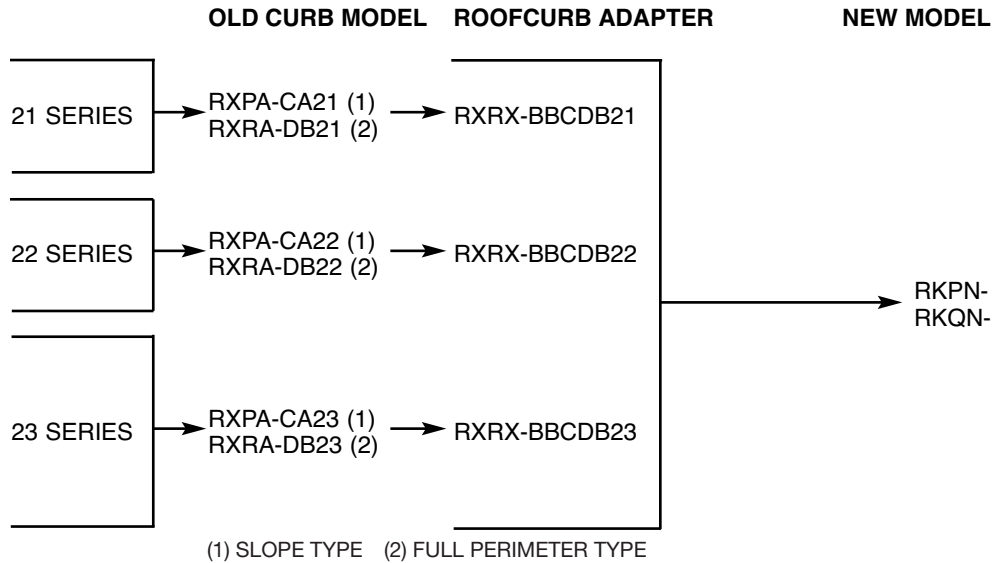 OLD CURB MODEL ROOFCURB ADAPTER NEW MODEL
21 SERIES
RXPA-CA21 (1)
RXRA-DB21 (2)
RXRX-BBCDB21
22 SERIES
RXPA-CA22 (1)
RXRA-DB22 (2)
RXRX-BBCDB22
RKPN-
RKQN-
23 SERIES
RXPA-CA23 (1)
RXRA-DB23 (2)
RXRX-BBCDB23
(1) SLOPE TYPE (2) FULL PERIMETER TYPE